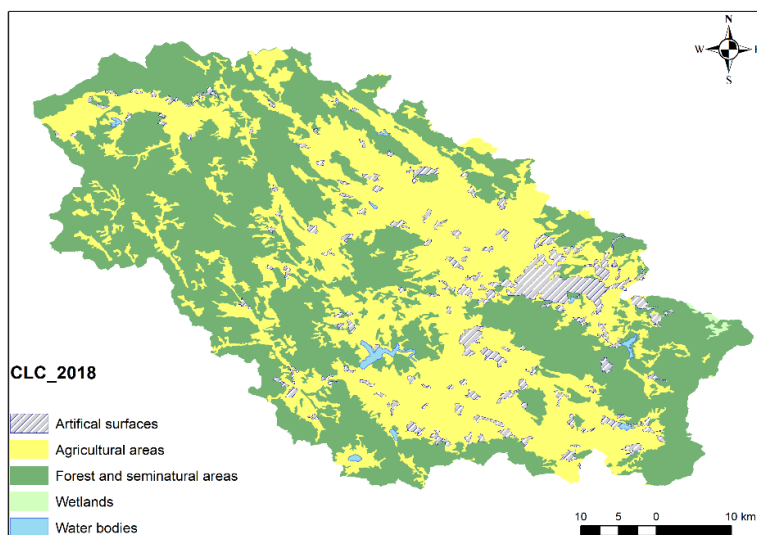 N
W
E
S
CLC_2018
Artifical surfaces
Agricultural areas
Forest and seminatural areas
Wetlands
Water bodies
10 5 0 10 km